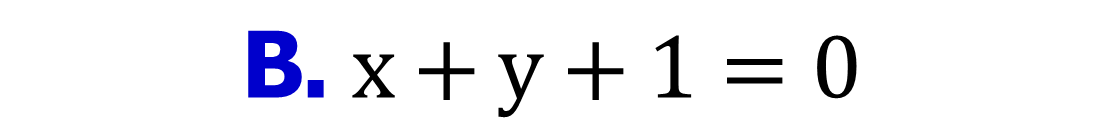 B. x + y + 1 = 0